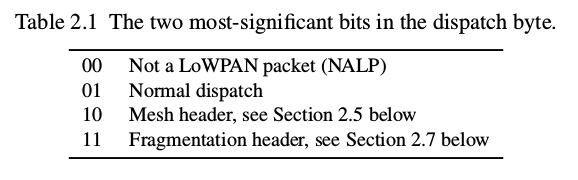 Table 2.1 The two most-significant bits in the dispatch byte.
00 Not a LoWPAN packet (NALP)
01 Normal dispatch
10 Mesh header, see Section 2.5 below
11 Fragmentation header, see Section 2.7 below